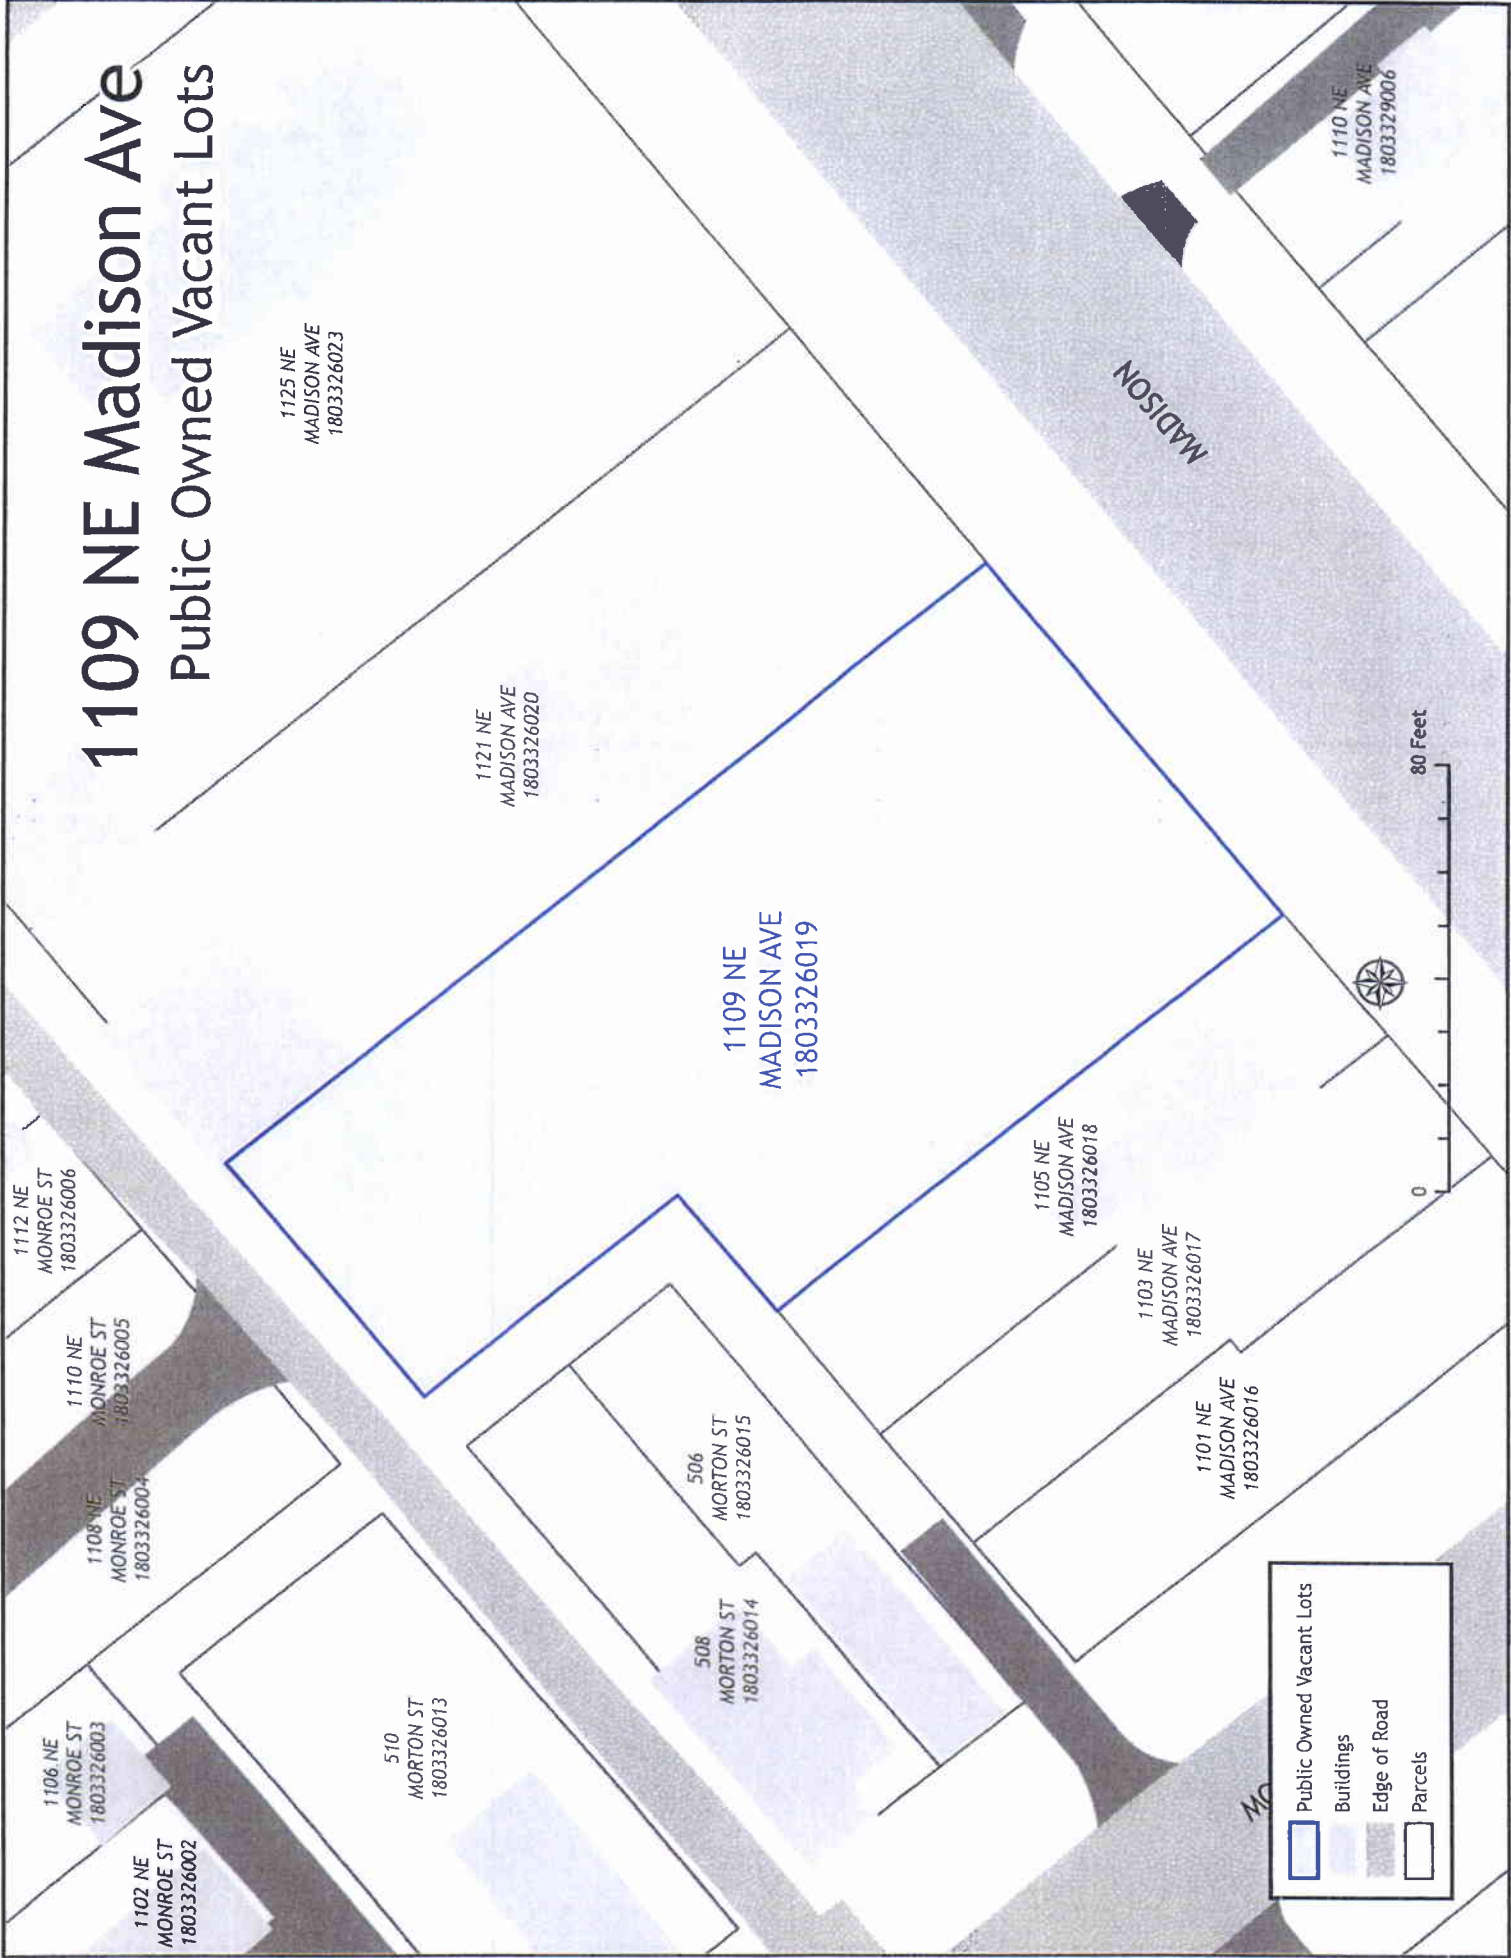 1109 NE Madison Ave
Public Owned Vacant Lots
1112 NE
MONROE ST
1803326006
1110 NE
MONROE ST
1803326005
1108 NE
MONROE ST
1803326004
1106 NE
MONROE ST
1803326003
1102 NE
MONROE ST
1803326002
510
MORTON ST
1803326013
508
MORTON ST
1803326014
506
MORTON ST
1803326015
1125 NE
MADISON AVE
1803326023
1121 NE
MADISON AVE
1803326020
1109 NE
MADISON AVE
1803326019
1105 NE
MADISON AVE
1803326018
1103 NE
MADISON AVE
1803326017
1101 NE
MADISON AVE
1803326016
1110 NE
MADISON AVE
1803329006
MADISON
MO
Public Owned Vacant Lots
Buildings
Edge of Road
Parcels
0
80 Feet